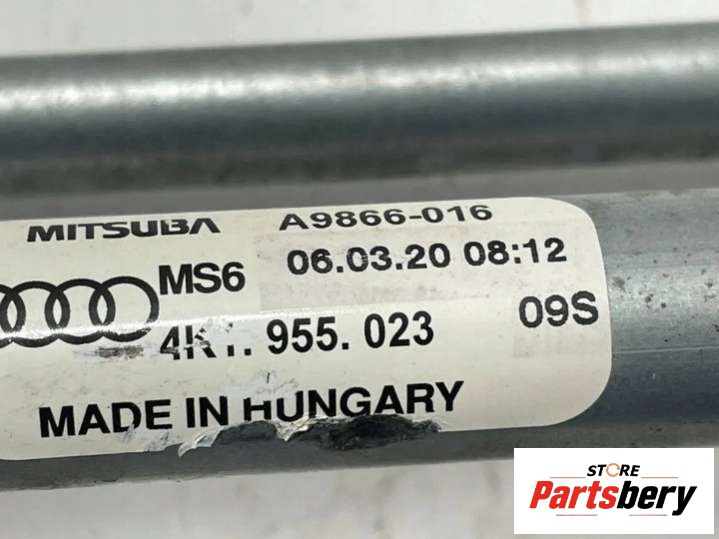 MITSUBA A9866-016
MS6 06.03.20 08:12
4K1. 955. 023 09S
MADE IN HUNGARY
STORE
Partsbery